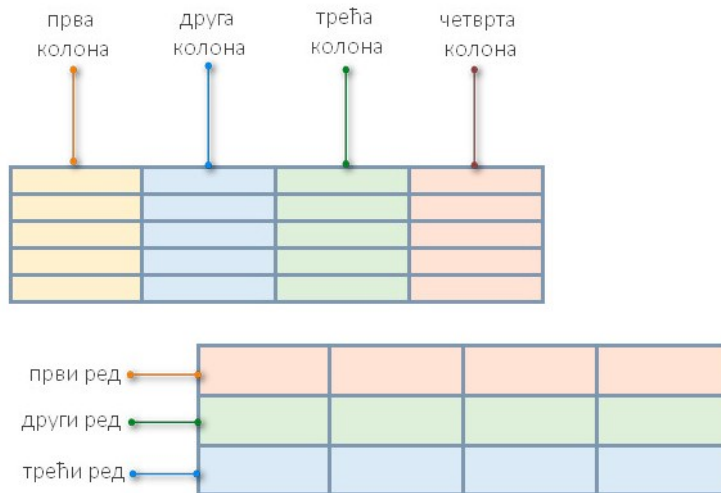 прва
колона
друга
колона
трећа
колона
четврта
колона
први ред
други ред
трећи ред